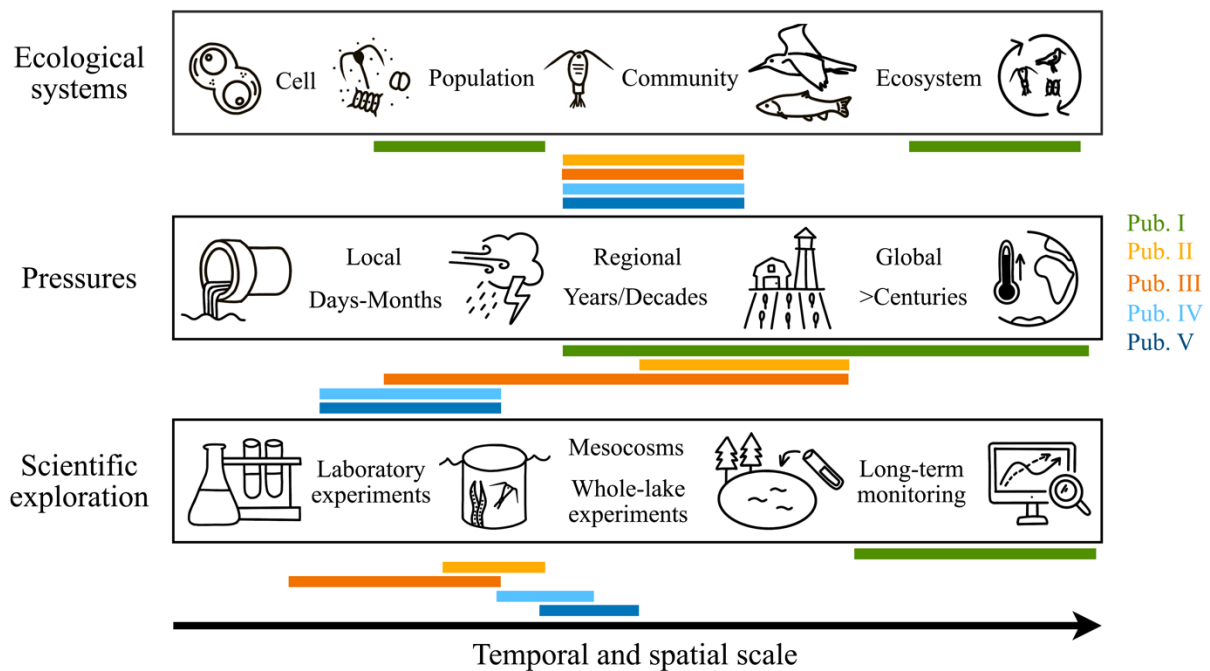 Ecological
systems
Cell
Population
Community
Ecosystem
Pressures
Local
Days-Months
Regional
Years/Decades
Global
>Centuries
Pub. I
Pub. II
Pub. III
Pub. IV
Pub. V
Scientific
exploration
Laboratory
experiments
Mesocosms
Whole-lake
experiments
Long-term
monitoring
Temporal and spatial scale